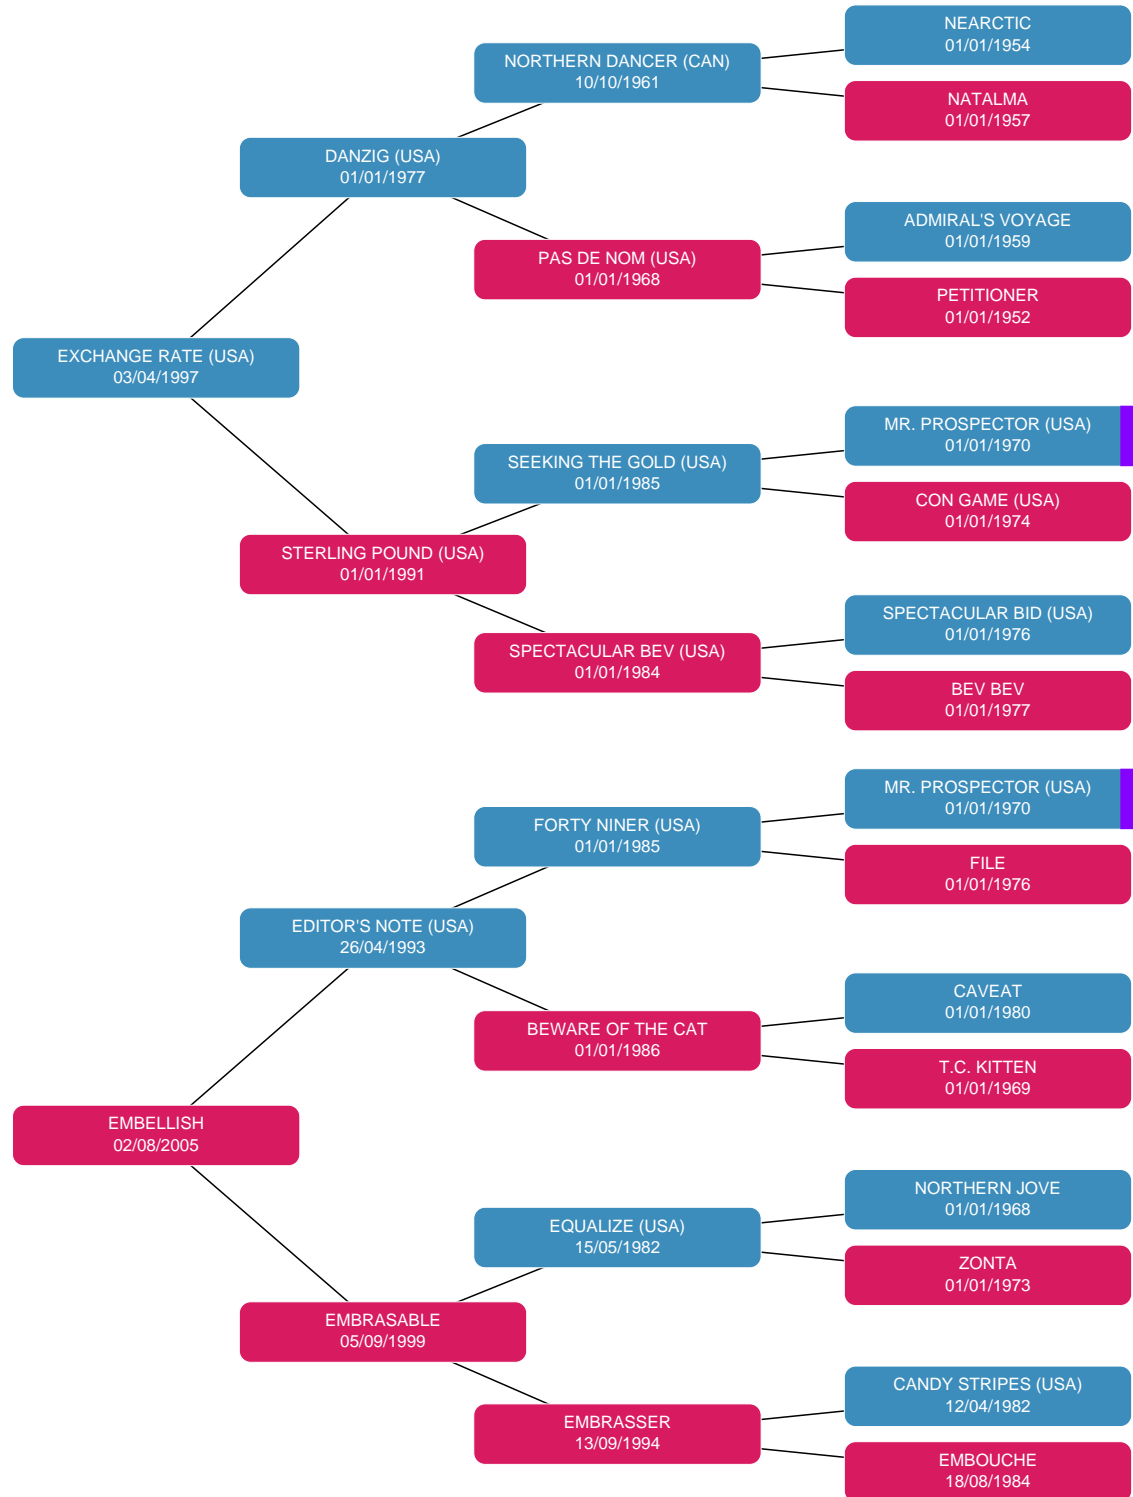 NEARCTIC
01/01/1954
NORTHERN DANCER (CAN)
10/10/1961
NATALMA
01/01/1957
DANZIG (USA)
01/01/1977
ADMIRAL'S VOYAGE
01/01/1959
PAS DE NOM (USA)
01/01/1968
PETITIONER
01/01/1952
EXCHANGE RATE (USA)
03/04/1997
MR. PROSPECTOR (USA)
01/01/1970
SEEKING THE GOLD (USA)
01/01/1985
CON GAME (USA)
01/01/1974
STERLING POUND (USA)
01/01/1991
SPECTACULAR BID (USA)
01/01/1976
SPECTACULAR BEV (USA)
01/01/1984
BEV BEV
01/01/1977
MR. PROSPECTOR (USA)
01/01/1970
FORTY NINER (USA)
01/01/1985
FILE
01/01/1976
EDITOR'S NOTE (USA)
26/04/1993
CAVEAT
01/01/1980
BEWARE OF THE CAT
01/01/1986
T.C. KITTEN
01/01/1969
EMBELLISH
02/08/2005
NORTHERN JOVE
01/01/1968
EQUALIZE (USA)
15/05/1982
ZONTA
01/01/1973
EMBRASABLE
05/09/1999
CANDY STRIPES (USA)
12/04/1982
EMBRASSER
13/09/1994
EMBOUCHE
18/08/1984